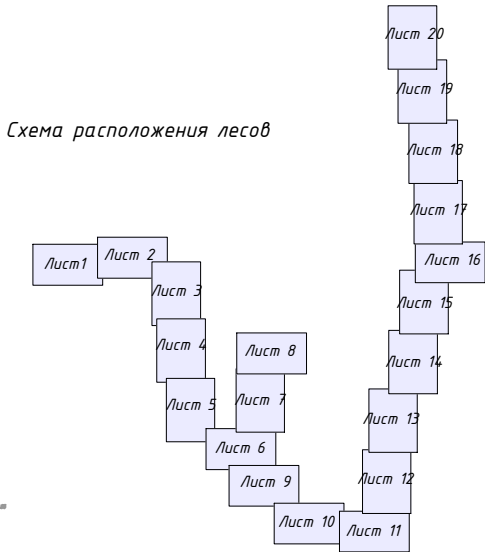 Лист 20
Лист 19
Схема расположения лесов
Лист 18
Лист 17
Лист1
Лист 2
Лист 16
Лист 3
Лист 15
Лист 4
Лист 8
Лист 14
Лист 5
Лист 7
Лист 13
Лист 6
Лист 12
Лист 9
Лист 10
Лист 11